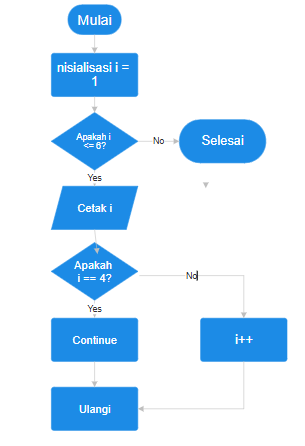 Mulai
nisialisasi i =
1
Apakah i
<= 6?
No
Selesai
Yes
Cetak i
Apakah
i == 4?
No
Yes
Continue
i++
Ulangi